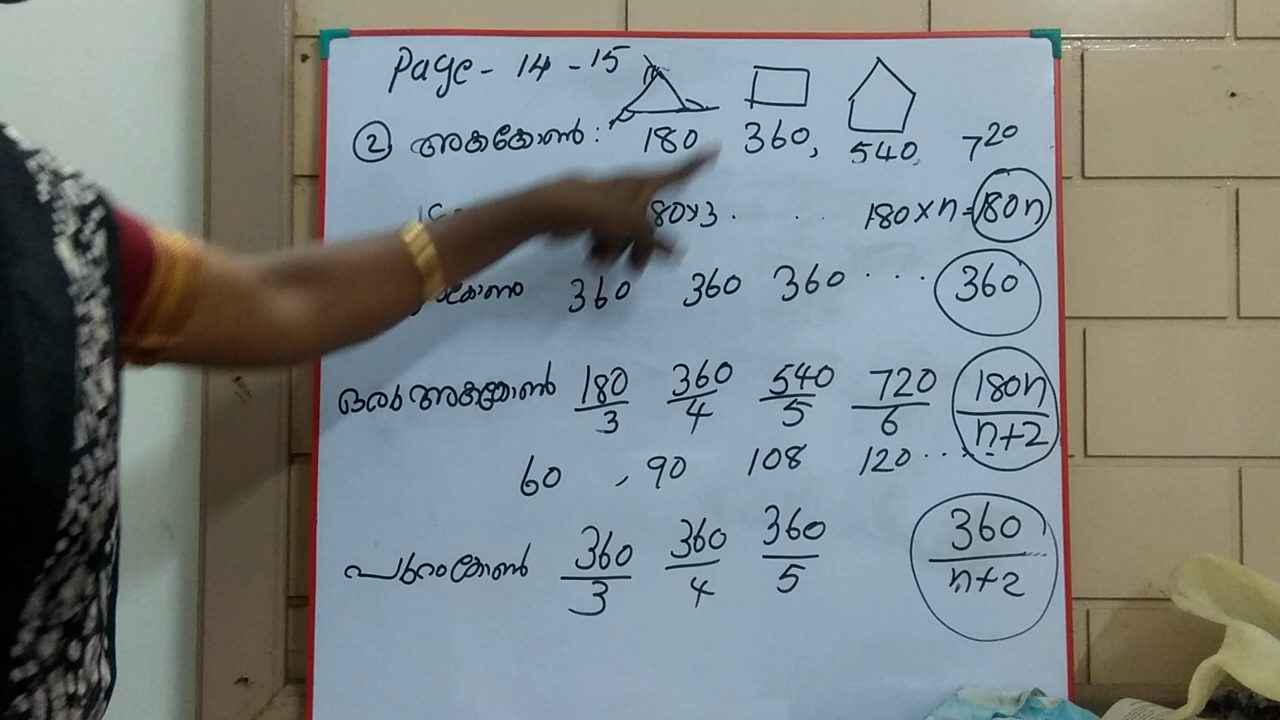 Page - 14 - 15
② അകകോൺ: 180 360, 540, 720
80×3 . . . 180×n = 180n
360 360 360 . . . 360
ഒരു അകകോൺ 180/3 360/4 540/5 720/6 180n/n+2
60 , 90 108 120 . . . .
പുറംകോൺ 360/3 360/4 360/5 360/n+2